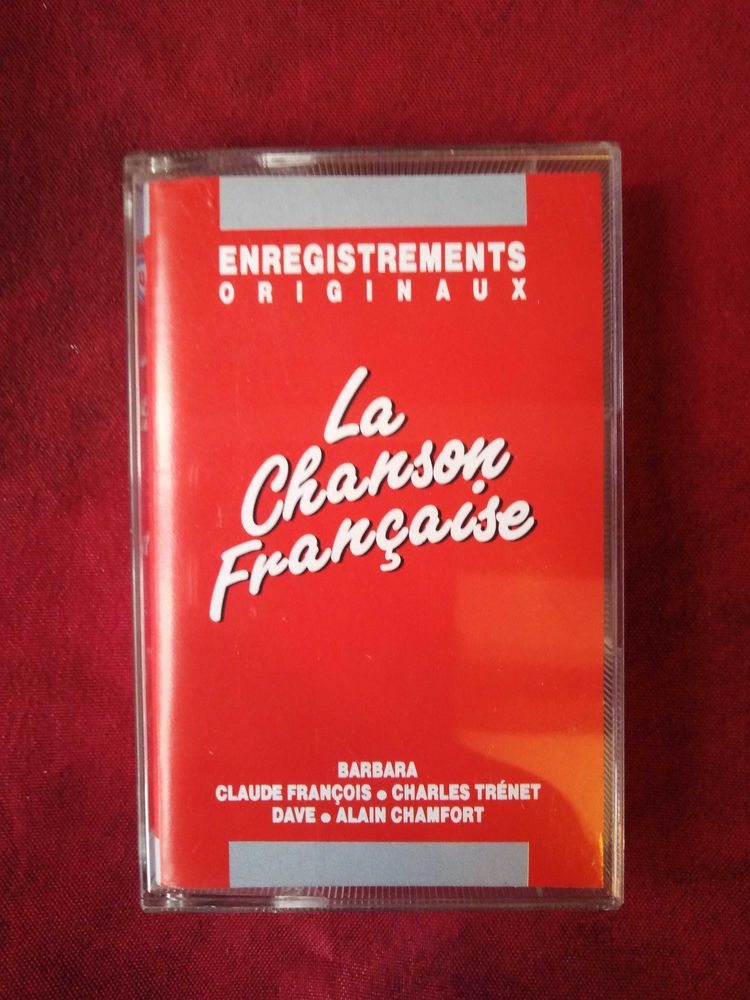 ENREGISTREMENTS
ORIGINAUX
La
Chanson
Française
BARBARA
CLAUDE FRANÇOIS • CHARLES TRÉNET
DAVE • ALAIN CHAMFORT